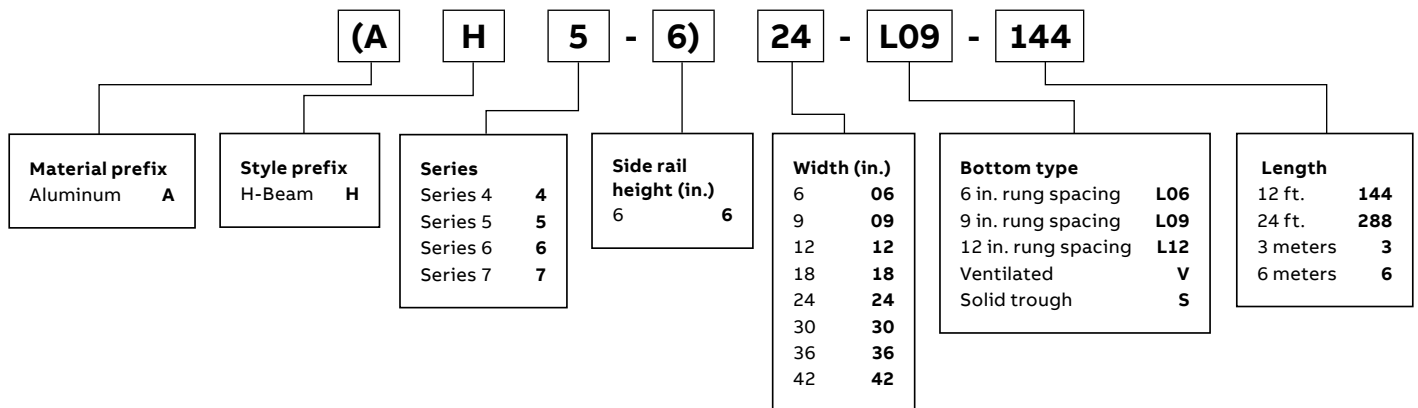 (A H 5 - 6) 24 - L09 - 144
Material prefix
Aluminum A
Style prefix
H-Beam H
Series
Series 4 4
Series 5 5
Series 6 6
Series 7 7
Side rail
height (in.)
6 6
Width (in.)
6 06
9 09
12 12
18 18
24 24
30 30
36 36
42 42
Bottom type
6 in. rung spacing L06
9 in. rung spacing L09
12 in. rung spacing L12
Ventilated V
Solid trough S
Length
12 ft. 144
24 ft. 288
3 meters 3
6 meters 6